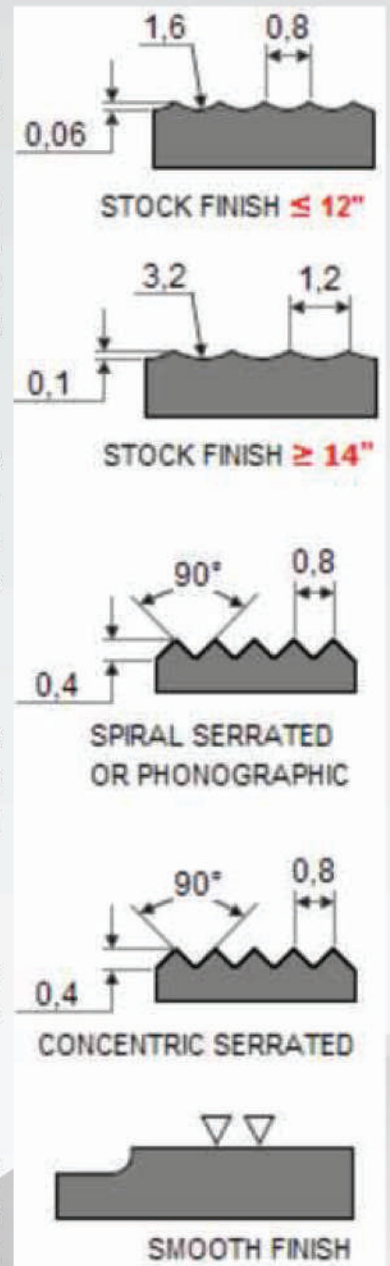 1,6
0,8
0,06
STOCK FINISH ≤ 12"
3,2
1,2
0,1
STOCK FINISH ≥ 14"
90°
0,8
0,4
SPIRAL SERRATED
OR PHONOGRAPHIC
90°
0,8
0,4
CONCENTRIC SERRATED
SMOOTH FINISH